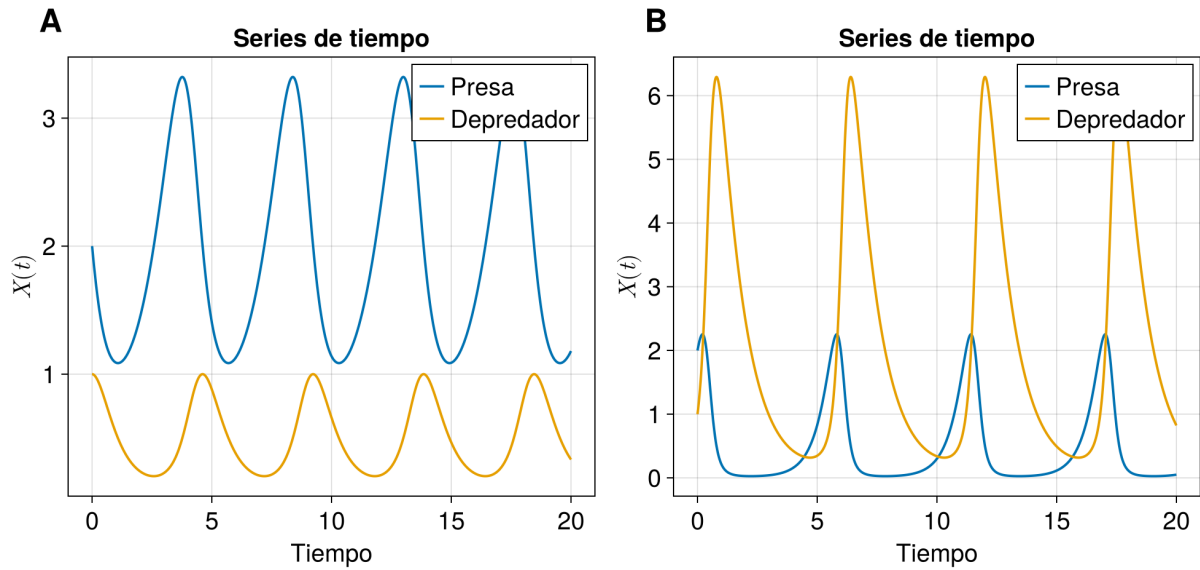 A
Series de tiempo
Presa
Depredador
3
2
1
X(t)
0 5 10 15 20
Tiempo
B
Series de tiempo
Presa
Depredador
6
5
4
3
2
1
0
X(t)
0 5 10 15 20
Tiempo